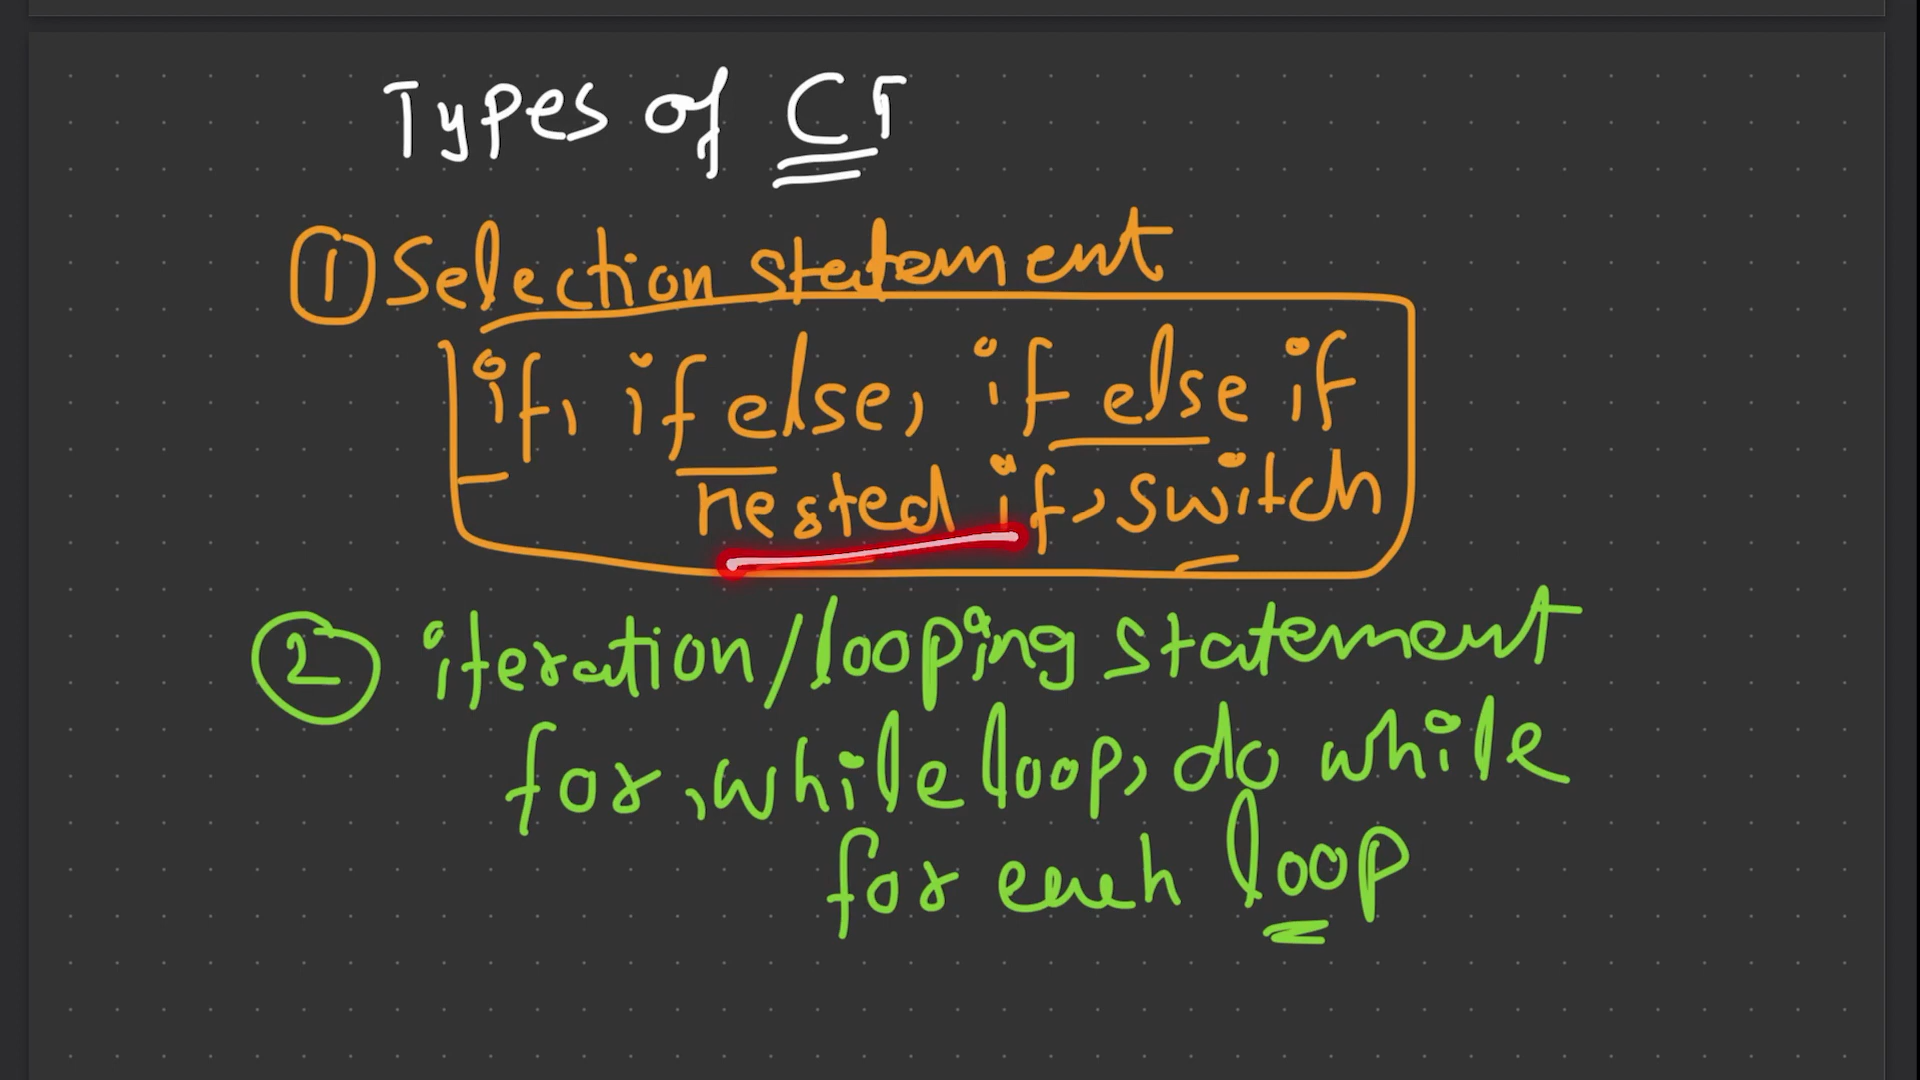 Types of CT
① Selection statement
if, if else, if else if
nested if, switch
② iteration/looping statement
for, while loop, do while
for each loop